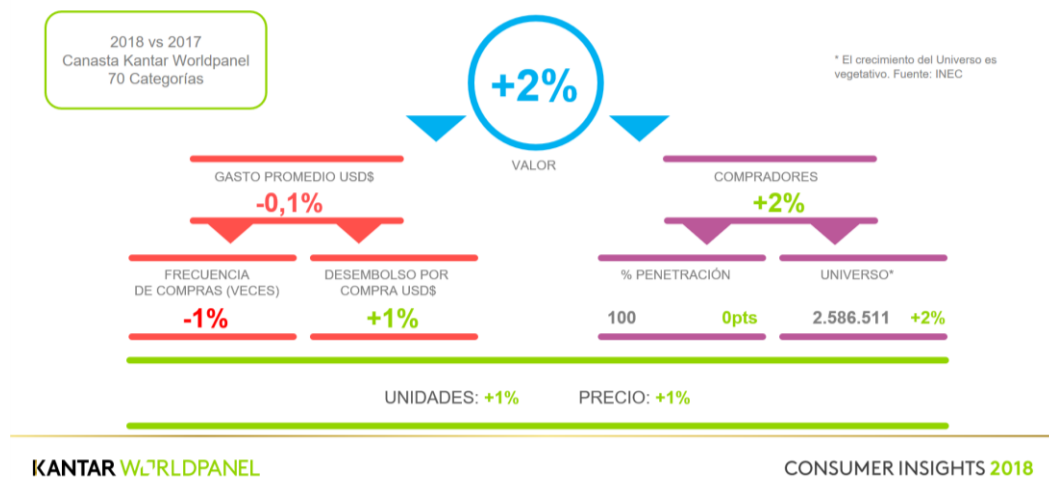 2018 vs 2017
Canasta Kantar Worldpanel
70 Categorías
+2%
VALOR
* El crecimiento del Universo es
vegetativo. Fuente: INEC
GASTO PROMEDIO USD$
-0,1%
COMPRADORES
+2%
FRECUENCIA
DE COMPRAS (VECES)
-1%
DESEMBOLSO POR
COMPRA USD$
+1%
% PENETRACIÓN
100 0pts
UNIVERSO*
2.586.511 +2%
UNIDADES: +1% PRECIO: +1%
KANTAR WORLDPANEL
CONSUMER INSIGHTS 2018